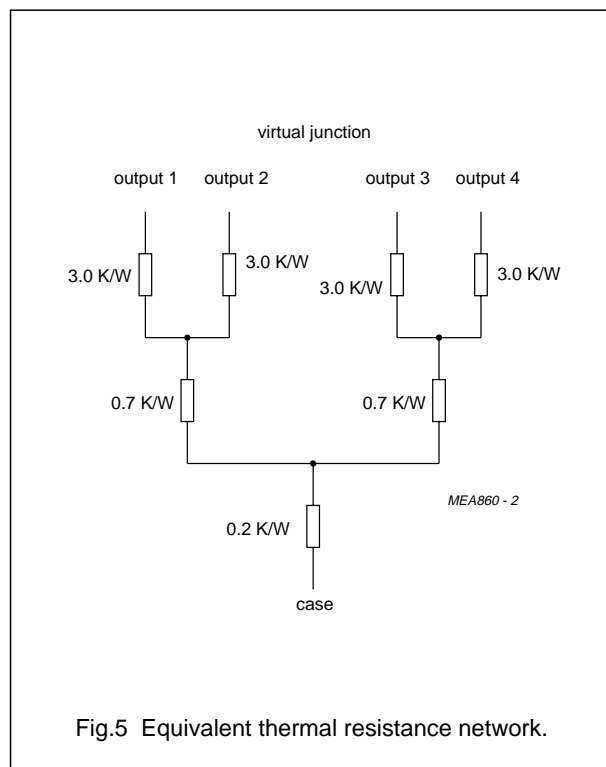 virtual junction
output 1 output 2 output 3 output 4
3.0 K/W 3.0 K/W 3.0 K/W 3.0 K/W
0.7 K/W 0.7 K/W
MEA860 - 2
0.2 K/W
case
Fig.5 Equivalent thermal resistance network.